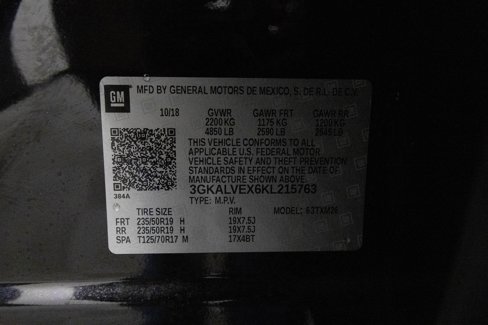 GM
MFD BY GENERAL MOTORS DE MEXICO, S. DE R.L. DE C.V.
10/18 GVWR GAWR FRT GAWR RR
2200 KG 1175 KG 1200 KG
4850 LB 2590 LB 2645 LB
THIS VEHICLE CONFORMS TO ALL
APPLICABLE U.S. FEDERAL MOTOR
VEHICLE SAFETY AND THEFT PREVENTION
STANDARDS IN EFFECT ON THE DATE OF
MANUFACTURE SHOWN ABOVE.
384A 3GKALVEX6KL215763
TYPE: M.P.V.
TIRE SIZE RIM MODEL: 63TXM26
FRT 235/50R19 H 19X7.5J
RR 235/50R19 H 19X7.5J
SPA T125/70R17 M 17X4BT